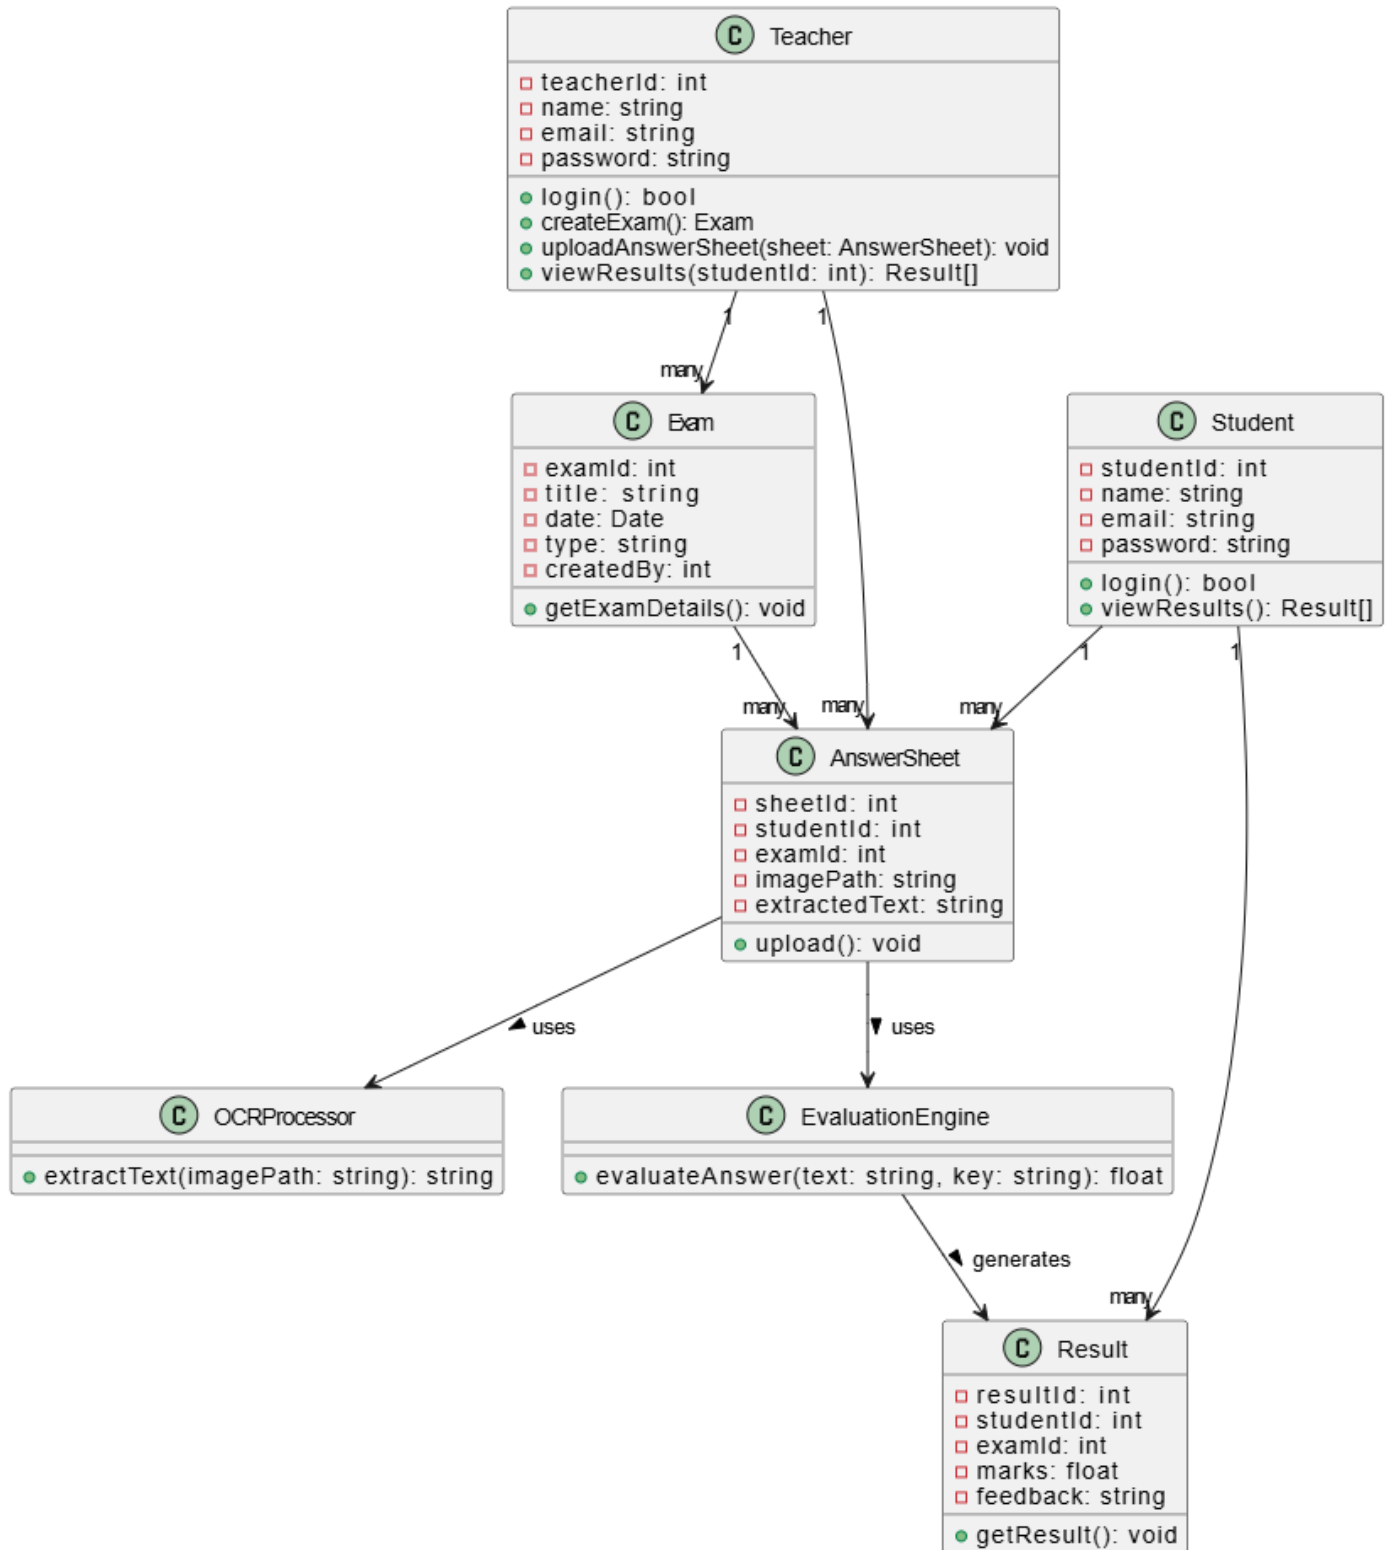 C Teacher
teacherId: int
name: string
email: string
password: string
login(): bool
createExam(): Exam
uploadAnswerSheet(sheet: AnswerSheet): void
viewResults(studentId: int): Result[]
1
1
many
C Exam
examId: int
title: string
date: Date
type: string
createdBy: int
getExamDetails(): void
C Student
studentId: int
name: string
email: string
password: string
login(): bool
viewResults(): Result[]
1
1
1
many
many
many
C AnswerSheet
sheetId: int
studentId: int
examId: int
imagePath: string
extractedText: string
upload(): void
uses
uses
C OCRProcessor
extractText(imagePath: string): string
C EvaluationEngine
evaluateAnswer(text: string, key: string): float
generates
many
C Result
resultId: int
studentId: int
examId: int
marks: float
feedback: string
getResult(): void